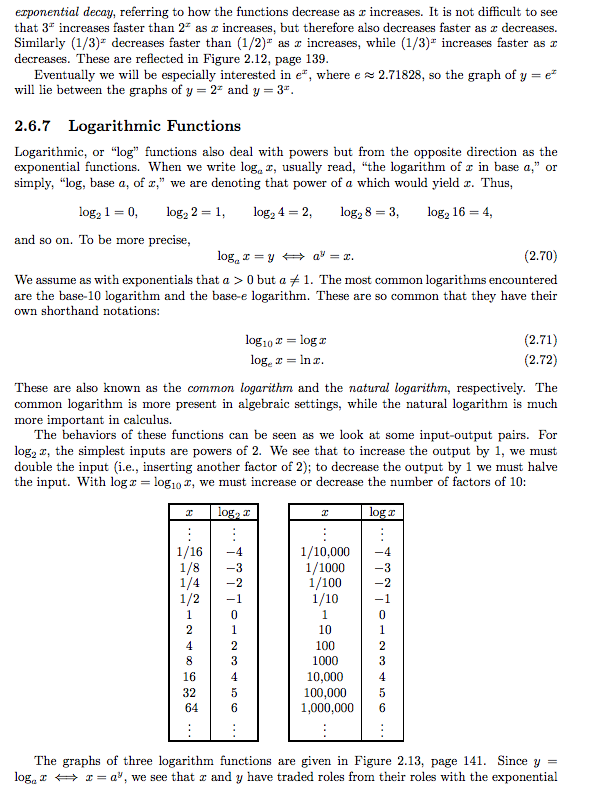 exponential decay, referring to how the functions decrease as x increases. It is not difficult to see
that 3^x increases faster than 2^x as x increases, but therefore also decreases faster as x decreases.
Similarly (1/3)^x decreases faster than (1/2)^x as x increases, while (1/3)^x increases faster as x
decreases. These are reflected in Figure 2.12, page 139.
Eventually we will be especially interested in e^x, where e ≈ 2.71828, so the graph of y = e^x
will lie between the graphs of y = 2^x and y = 3^x.
2.6.7 Logarithmic Functions
Logarithmic, or “log” functions also deal with powers but from the opposite direction as the
exponential functions. When we write log_a x, usually read, “the logarithm of x in base a,” or
simply, “log, base a, of x,” we are denoting that power of a which would yield x. Thus,
log_2 1 = 0, log_2 2 = 1, log_2 4 = 2, log_2 8 = 3, log_2 16 = 4,
and so on. To be more precise,
log_a x = y ⟺ a^y = x. (2.70)
We assume as with exponentials that a > 0 but a ≠ 1. The most common logarithms encountered
are the base-10 logarithm and the base-e logarithm. These are so common that they have their
own shorthand notations:
log_10 x = log x (2.71)
log_e x = ln x. (2.72)
These are also known as the common logarithm and the natural logarithm, respectively. The
common logarithm is more present in algebraic settings, while the natural logarithm is much
more important in calculus.
The behaviors of these functions can be seen as we look at some input-output pairs. For
log_2 x, the simplest inputs are powers of 2. We see that to increase the output by 1, we must
double the input (i.e., inserting another factor of 2); to decrease the output by 1 we must halve
the input. With log x = log_10 x, we must increase or decrease the number of factors of 10:
x log_2 x x log x
⋮ ⋮ ⋮ ⋮
1/16 −4 1/10,000 −4
1/8 −3 1/1000 −3
1/4 −2 1/100 −2
1/2 −1 1/10 −1
1 0 1 0
2 1 10 1
4 2 100 2
8 3 1000 3
16 4 10,000 4
32 5 100,000 5
64 6 1,000,000 6
⋮ ⋮ ⋮ ⋮
The graphs of three logarithm functions are given in Figure 2.13, page 141. Since y =
log_a x ⟺ x = a^y, we see that x and y have traded roles from their roles with the exponential